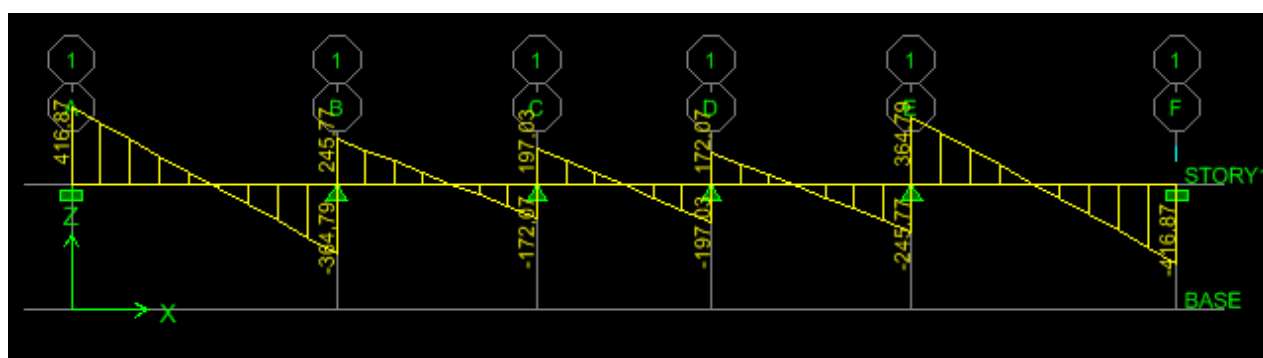 1 1 1 1 1 1
A B C D E F
416.87 245.77 197.03 172.07 364.79
STORY1
-364.79 -172.07 -197.03 -245.77 -416.87
Z
BASE
X